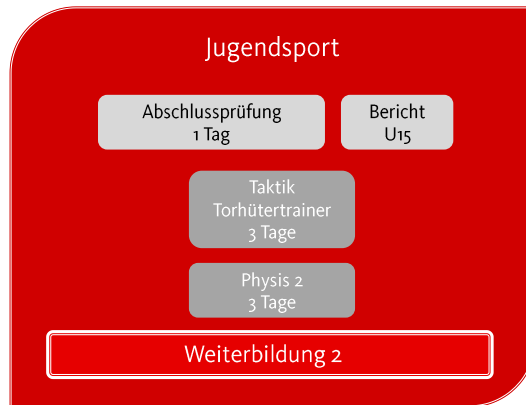 Jugendsport
Abschlussprüfung
1 Tag
Bericht
U15
Taktik
Torhütertrainer
3 Tage
Physis 2
3 Tage
Weiterbildung 2